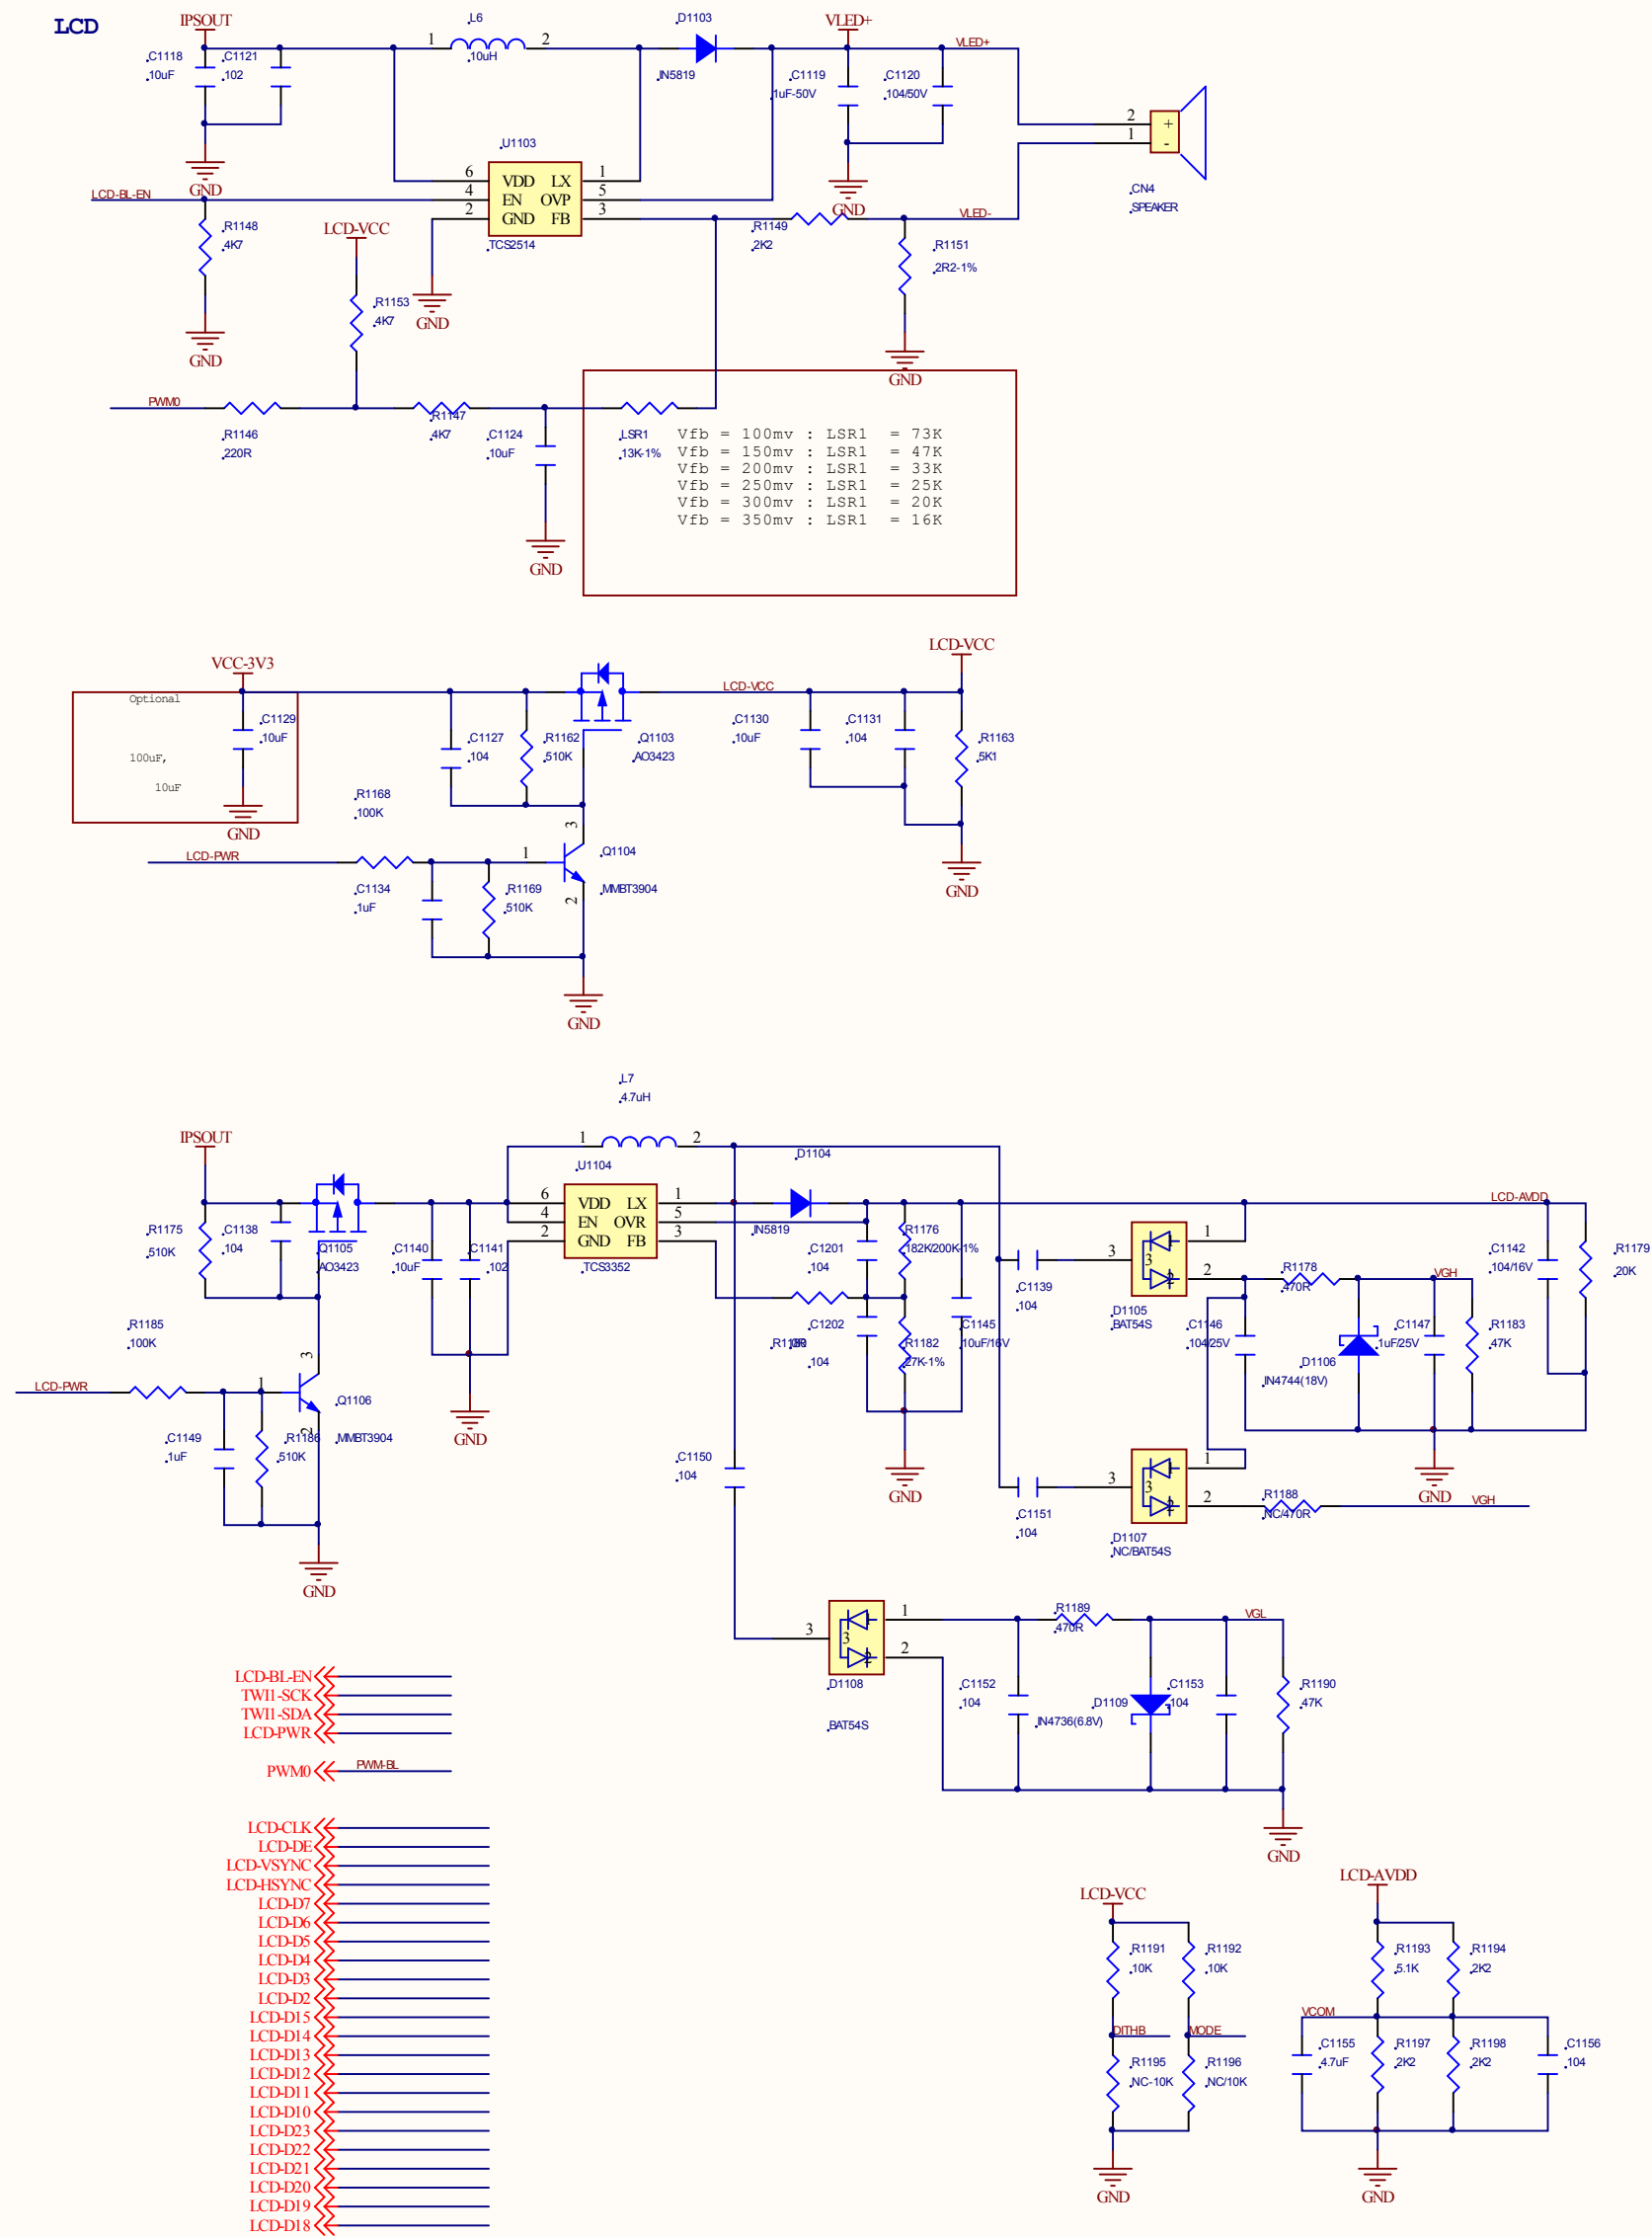 LCD
IPSOUT
.C1118
.10uF
.C1121
.102
1
.L6
.10uH
2
.D1103
.IN5819
VLED+
VLED+
.C1119
.1uF-50V
.C1120
.104/50V
2
1
+
-
.CN4
.SPEAKER
GND
LCD-BL-EN
.U1103
6
4
2
VDD LX
EN OVP
GND FB
1
5
3
.TCS2514
GND
.R1149
.2K2
VLED-
.R1151
.2R2-1%
GND
.R1148
.4K7
GND
LCD-VCC
.R1153
.4K7
GND
PWM0
.R1146
.220R
.R1147
.4K7
.C1124
.10uF
GND
.LSR1
.13K-1%
Vfb = 100mv : LSR1 = 73K
Vfb = 150mv : LSR1 = 47K
Vfb = 200mv : LSR1 = 33K
Vfb = 250mv : LSR1 = 25K
Vfb = 300mv : LSR1 = 20K
Vfb = 350mv : LSR1 = 16K
VCC-3V3
Optional
100uF,
10uF
.C1129
.10uF
GND
.C1127
.104
.R1162
.510K
.Q1103
.AO3423
LCD-VCC
.C1130
.10uF
.C1131
.104
LCD-VCC
.R1163
.5K1
GND
.R1168
.100K
LCD-PWR
.C1134
.1uF
.R1169
.510K
1
3
2
.Q1104
.MMBT3904
GND
.L7
.4.7uH
1
2
IPSOUT
.R1175
.510K
.C1138
.104
.Q1105
.AO3423
.C1140
.10uF
.C1141
.102
GND
.U1104
6
4
2
VDD LX
EN OVR
GND FB
1
5
3
.TCS3352
.D1104
.IN5819
.C1201
.104
.R1176
.182K/200K-1%
.C1202
.104
.R1182
.27K-1%
.C1145
.10uF/16V
GND
.C1139
.104
3
1
2
3
.D1105
.BAT54S
LCD-AVDD
.R1178
.470R
VGH
.C1146
.104/25V
.D1106
.IN4744(18V)
.C1147
.1uF/25V
.R1183
.47K
.C1142
.104/16V
.R1179
.20K
GND
.R1185
.100K
LCD-PWR
.C1149
.1uF
.R1186
.510K
1
3
2
.Q1106
.MMBT3904
GND
.C1150
.104
.C1151
.104
3
1
2
3
.D1107
.NC/BAT54S
.R1188
.NC/470R
VGH
3
1
2
3
.D1108
.BAT54S
.R1189
.470R
VGL
.C1152
.104
.D1109
.IN4736(6.8V)
.C1153
.104
.R1190
.47K
GND
LCD-BL-EN
TWI1-SCK
TWI1-SDA
LCD-PWR
PWM0
PWM-BL
LCD-CLK
LCD-DE
LCD-VSYNC
LCD-HSYNC
LCD-D7
LCD-D6
LCD-D5
LCD-D4
LCD-D3
LCD-D2
LCD-D15
LCD-D14
LCD-D13
LCD-D12
LCD-D11
LCD-D10
LCD-D23
LCD-D22
LCD-D21
LCD-D20
LCD-D19
LCD-D18
LCD-VCC
.R1191
.10K
.R1192
.10K
DITHB
MODE
.R1195
.NC-10K
.R1196
.NC/10K
GND
LCD-AVDD
.R1193
.5.1K
.R1194
.2K2
VCOM
.C1155
.4.7uF
.R1197
.2K2
.R1198
.2K2
.C1156
.104
GND